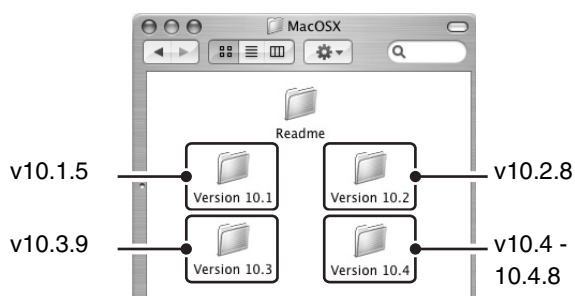 MacOSX
Readme
v10.1.5
Version 10.1
Version 10.2
v10.2.8
v10.3.9
Version 10.3
Version 10.4
v10.4 -
10.4.8